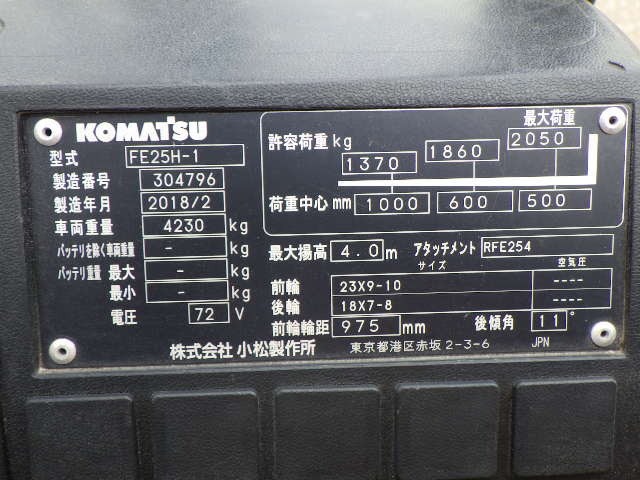 KOMATSU
型式 FE25H-1
製造番号 304796
製造年月 2018/2
車両重量 4230 kg
バッテリを除く車両重量 - kg
バッテリ重量 最大 - kg
最小 - kg
電圧 72 V
最大荷重
許容荷重 kg 1370 1860 2050
荷重中心 mm 1000 600 500
最大揚高 4.0 m アタッチメント RFE254
サイズ 空気圧
前輪 23X9-10 ----
後輪 18X7-8 ----
前輪輪距 975 mm 後傾角 11°
株式会社 小松製作所 東京都港区赤坂 2-3-6 JPN